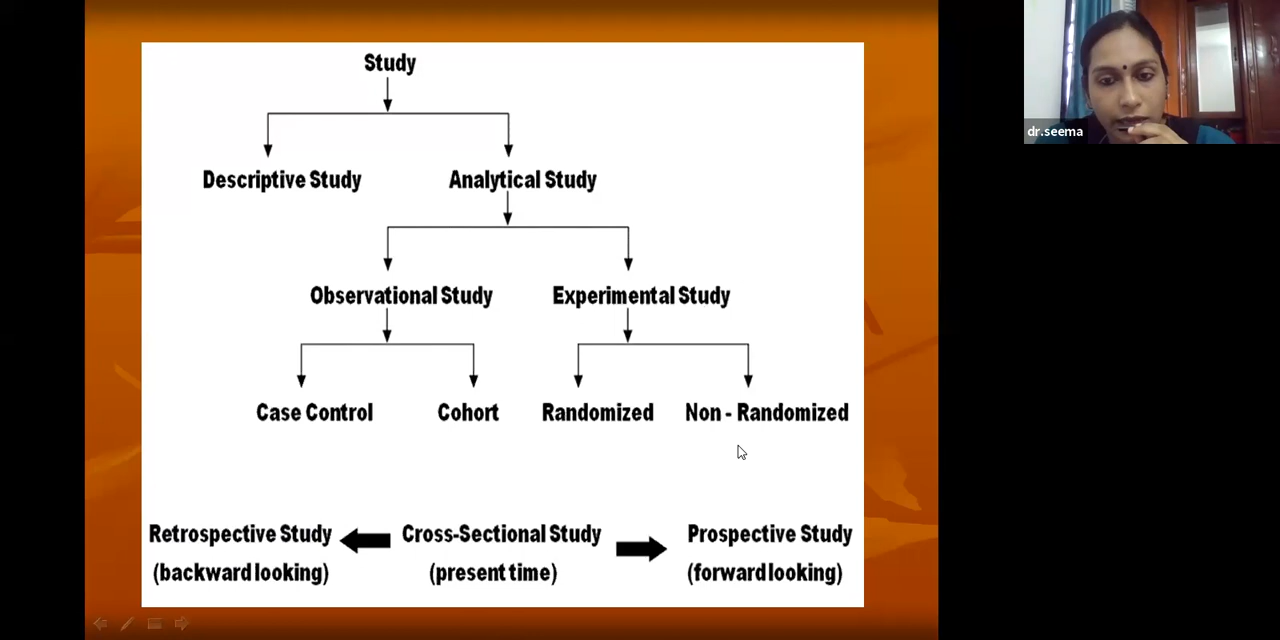 Study
Descriptive Study
Analytical Study
Observational Study
Experimental Study
Case Control
Cohort
Randomized
Non - Randomized
Retrospective Study
(backward looking)
Cross-Sectional Study
(present time)
Prospective Study
(forward looking)
dr.seema